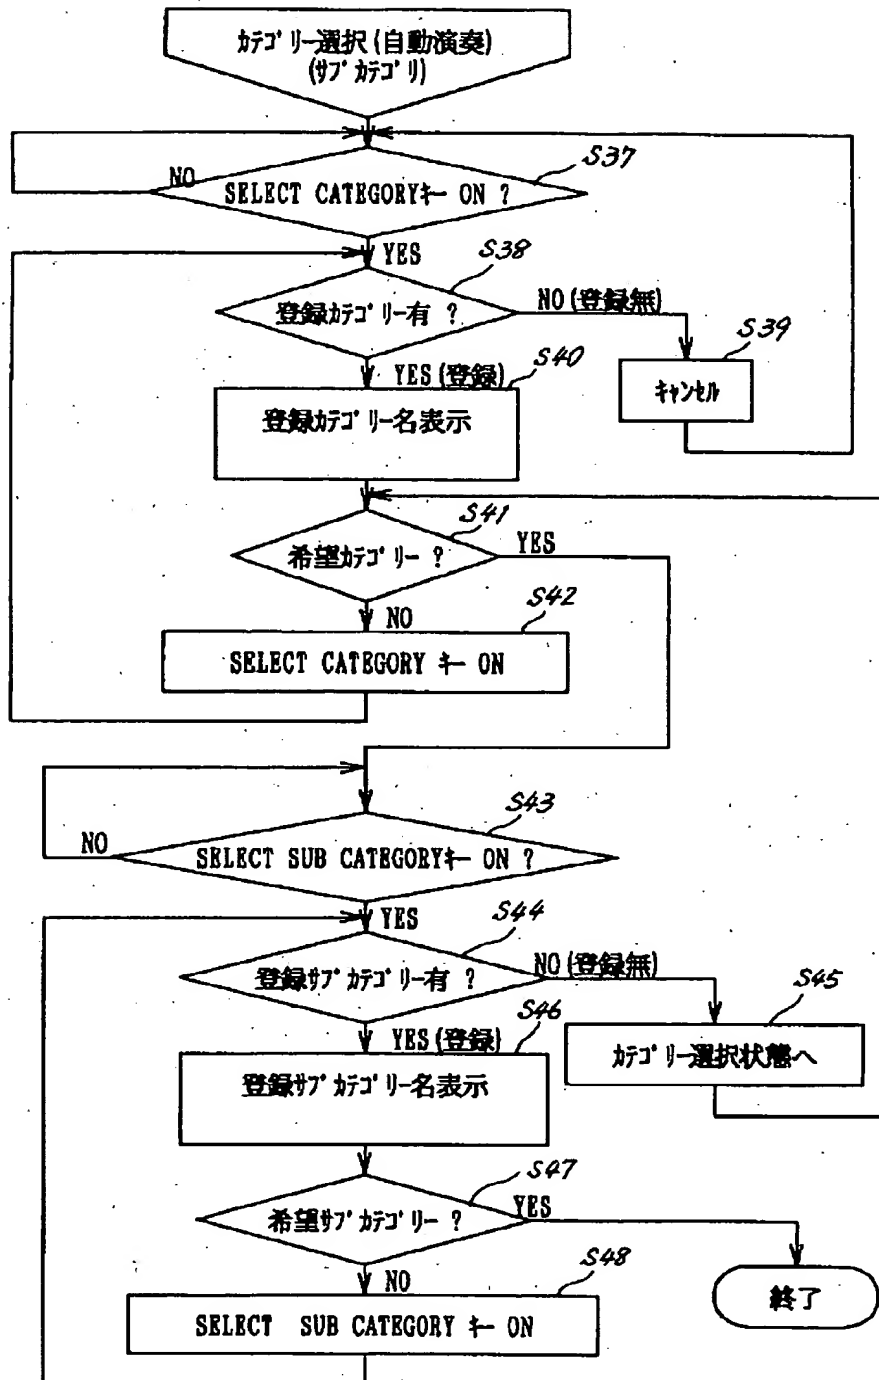 カテゴリー選択(自動演奏)
(サブカテゴリ)
S37
NO
SELECT CATEGORYキー ON ?
YES
S38
登録カテゴリー有 ?
NO(登録無)
S39
キャンセル
YES(登録)
S40
登録カテゴリー名表示
S41
希望カテゴリー ?
YES
NO
S42
SELECT CATEGORY キー ON
S43
NO
SELECT SUB CATEGORYキー ON ?
YES
S44
登録サブカテゴリー有 ?
NO(登録無)
S45
カテゴリー選択状態へ
YES(登録)
S46
登録サブカテゴリー名表示
S47
希望サブカテゴリー ?
YES
NO
S48
SELECT SUB CATEGORY キー ON
終了